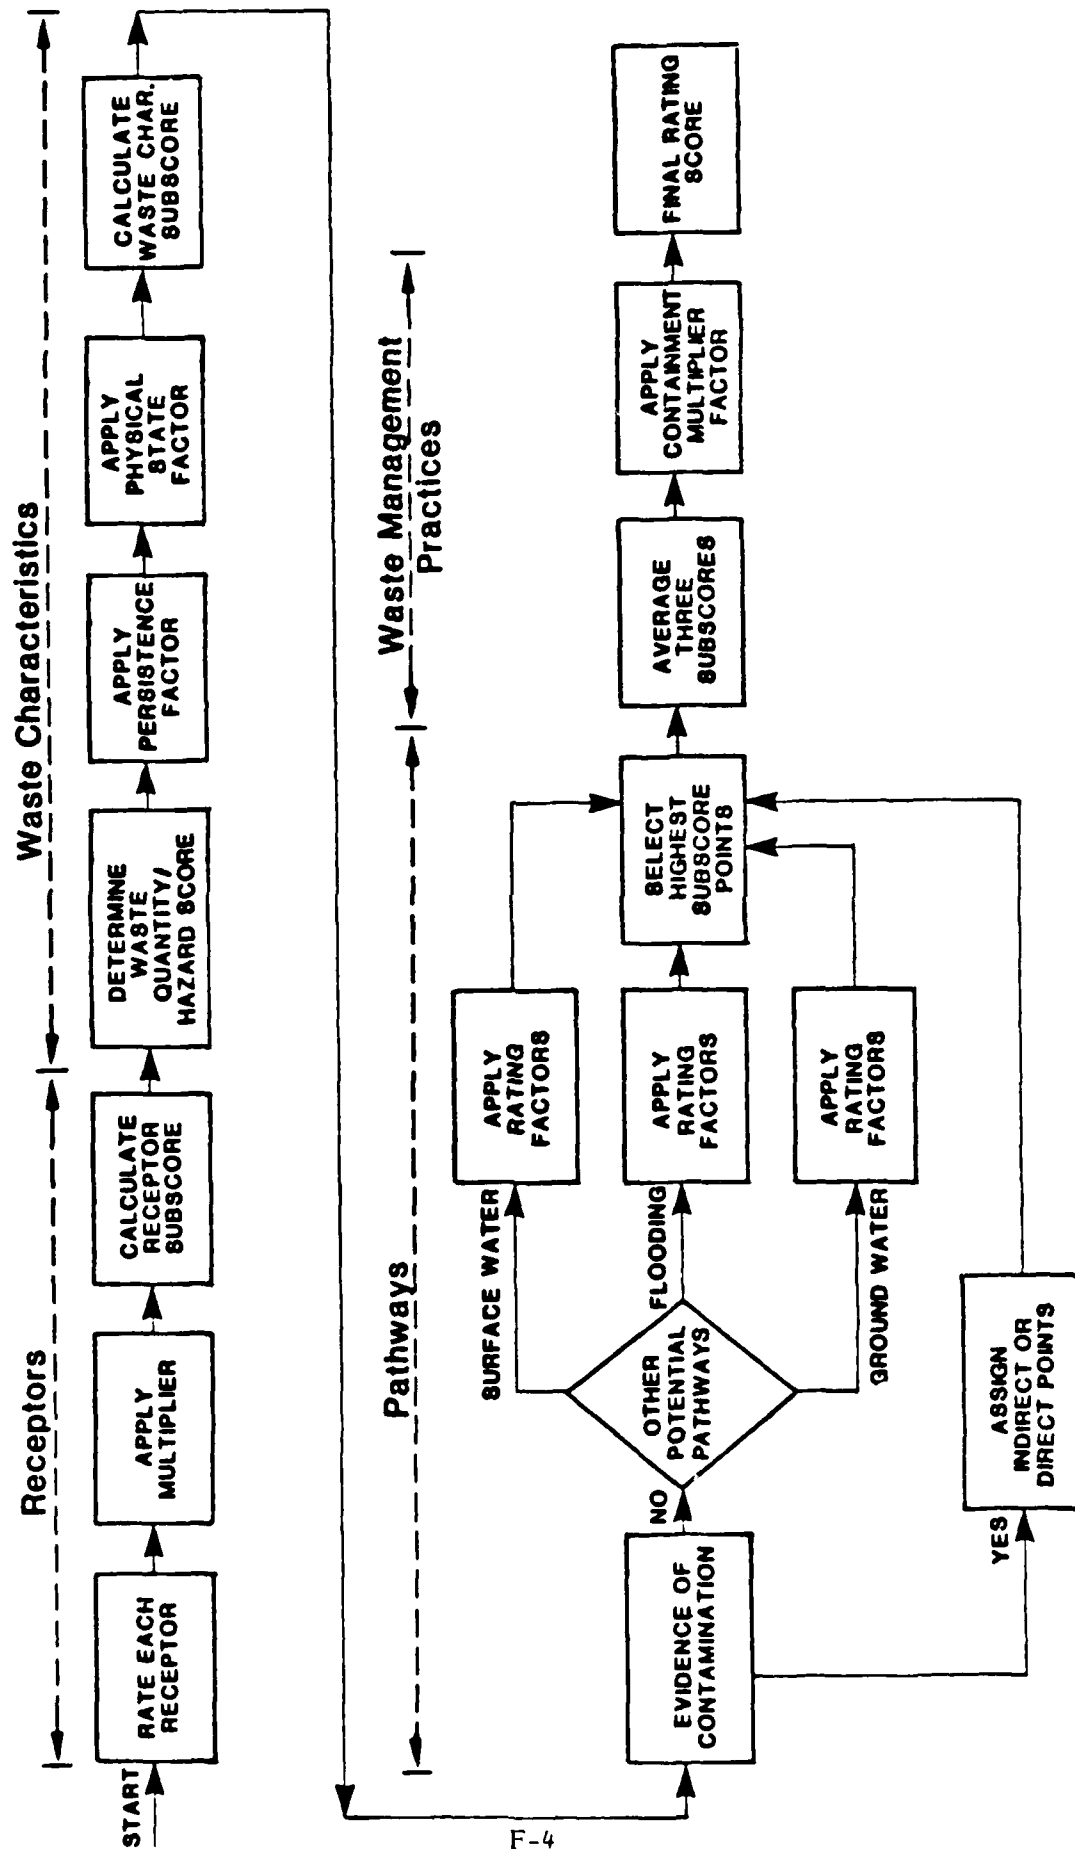 Receptors
Waste Characteristics
START
RATE EACH
RECEPTOR
APPLY
MULTIPLIER
CALCULATE
RECEPTOR
SUBSCORE
DETERMINE
WASTE
QUANTITY/
HAZARD SCORE
APPLY
PERSISTENCE
FACTOR
APPLY
PHYSICAL
STATE
FACTOR
CALCULATE
WASTE CHAR.
SUBSCORE
Pathways
Waste Management
Practices
EVIDENCE OF
CONTAMINATION
NO
YES
OTHER
POTENTIAL
PATHWAYS
SURFACE WATER
APPLY
RATING
FACTORS
FLOODING
APPLY
RATING
FACTORS
GROUND WATER
APPLY
RATING
FACTORS
ASSIGN
INDIRECT OR
DIRECT POINTS
SELECT
HIGHEST
SUBSCORE
POINTS
AVERAGE
THREE
SUBSCORES
APPLY
CONTAINMENT
MULTIPLIER
FACTOR
FINAL RATING
SCORE
F-4